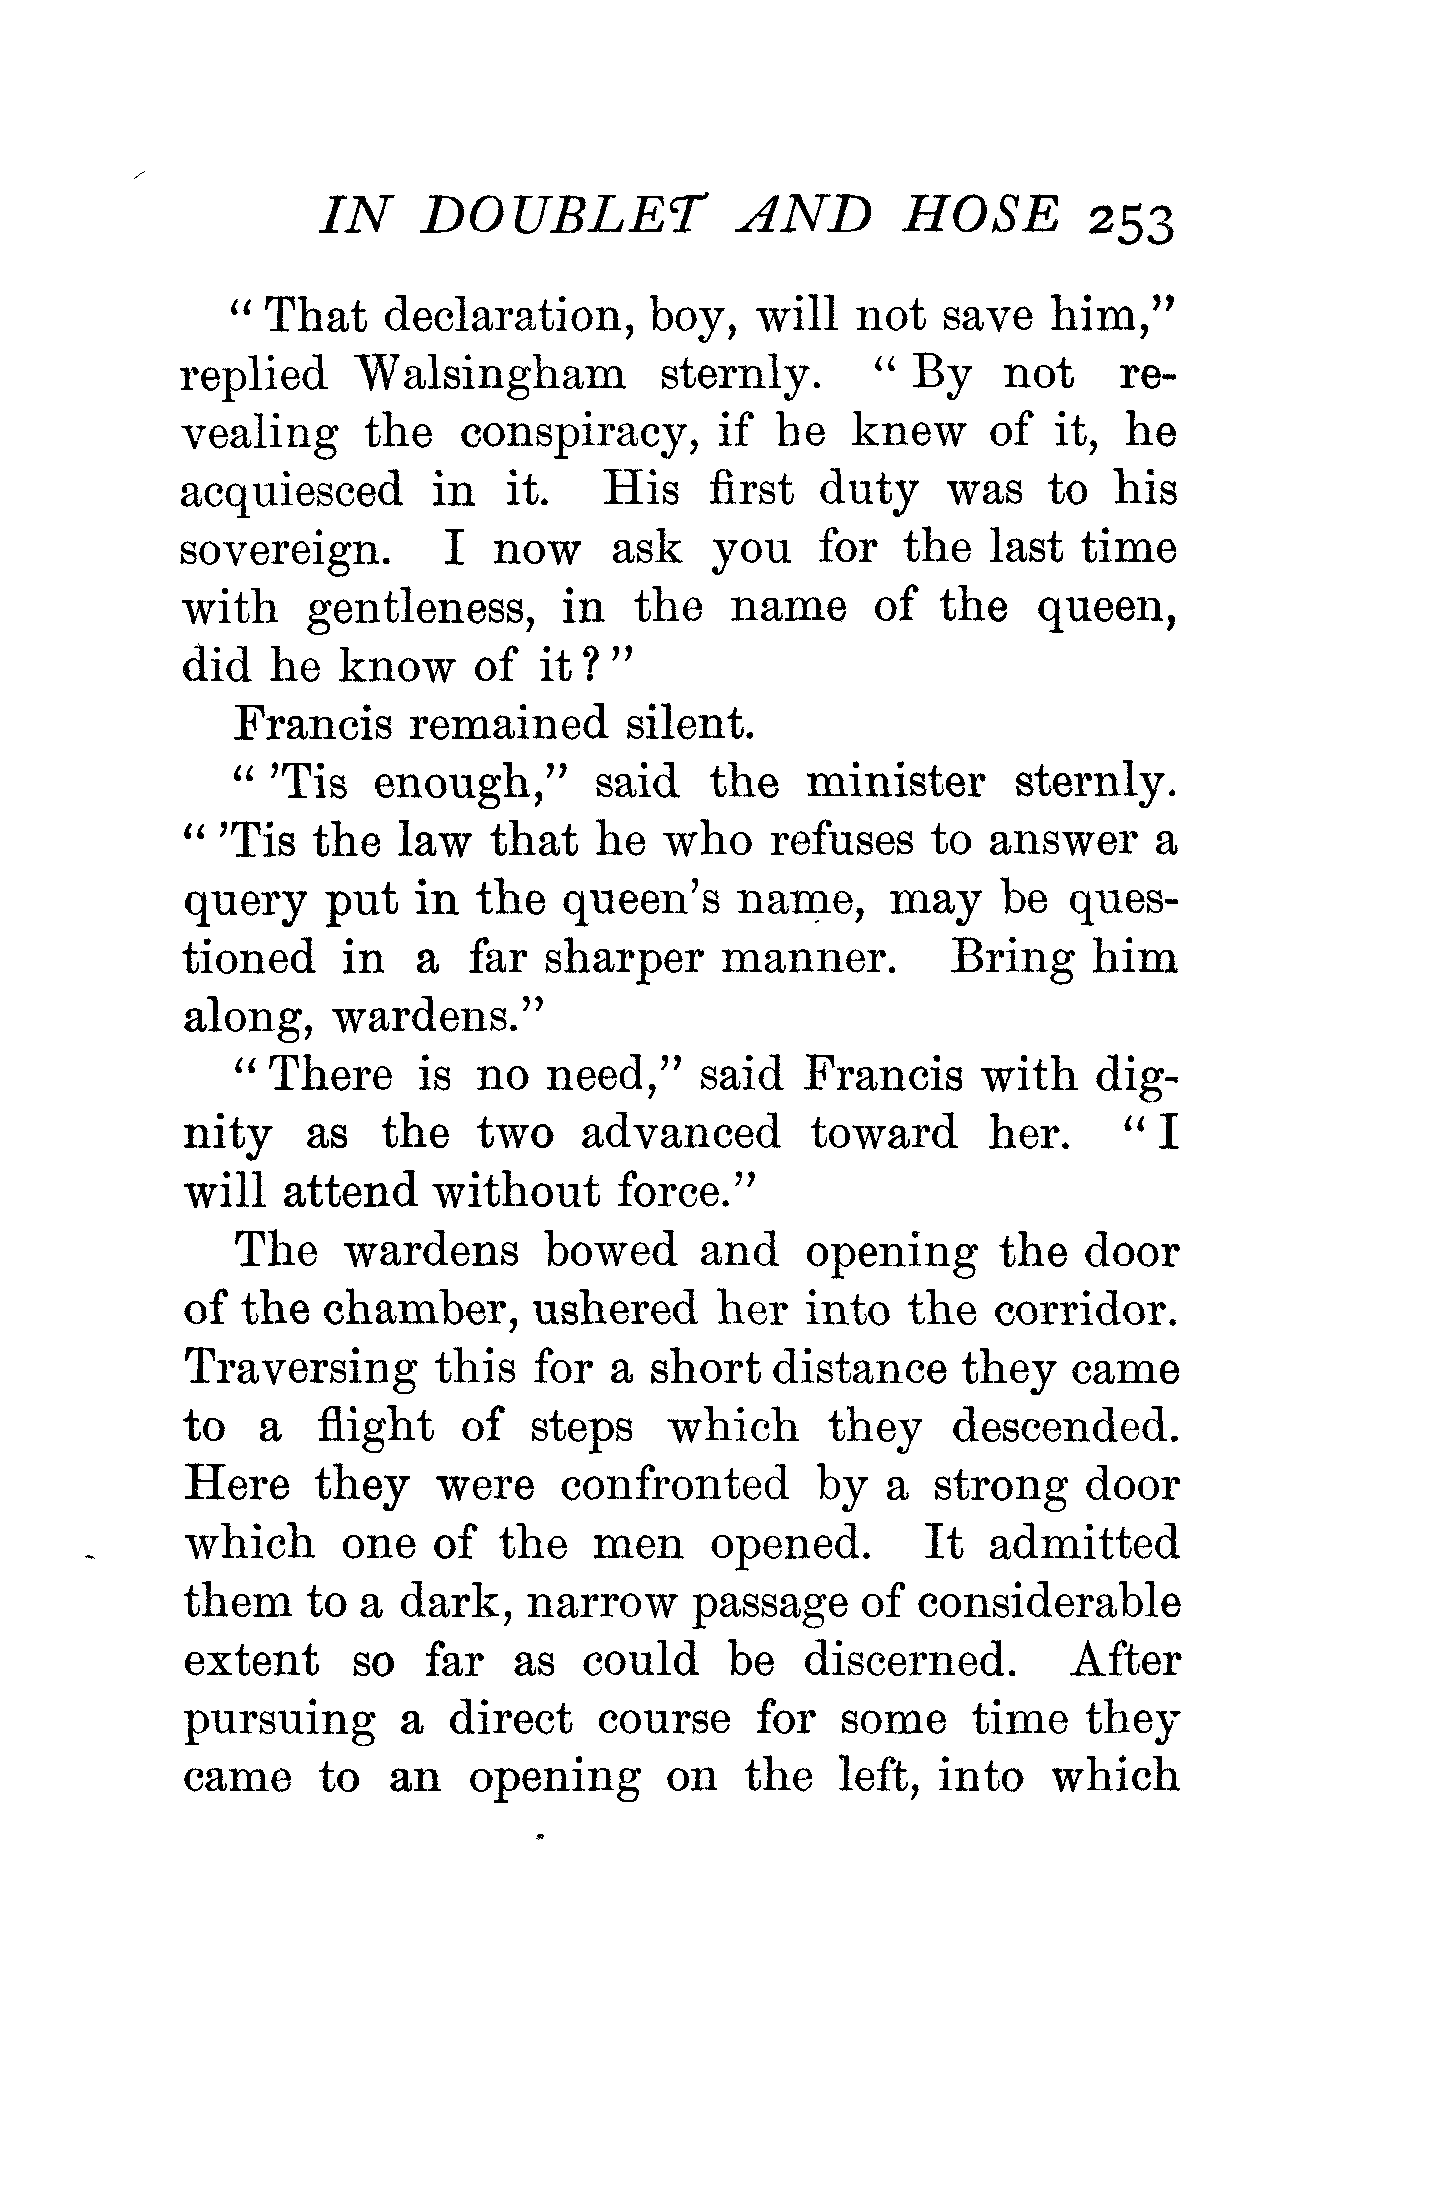 IN DOUBLET AND HOSE 253
" That declaration, boy, will not save him,"
replied Walsingham sternly. " By not re-
vealing the conspiracy, if he knew of it, he
acquiesced in it. His first duty was to his
sovereign. I now ask you for the last time
with gentleness, in the name of the queen,
did he know of it? "
Francis remained silent.
" 'Tis enough," said the minister sternly.
" 'Tis the law that he who refuses to answer a
query put in the queen's name, may be ques-
tioned in a far sharper manner. Bring him
along, wardens."
" There is no need," said Francis with dig-
nity as the two advanced toward her. " I
will attend without force."
The wardens bowed and opening the door
of the chamber, ushered her into the corridor.
Traversing this for a short distance they came
to a flight of steps which they descended.
Here they were confronted by a strong door
which one of the men opened. It admitted
them to a dark, narrow passage of considerable
extent so far as could be discerned. After
pursuing a direct course for some time they
came to an opening on the left, into which